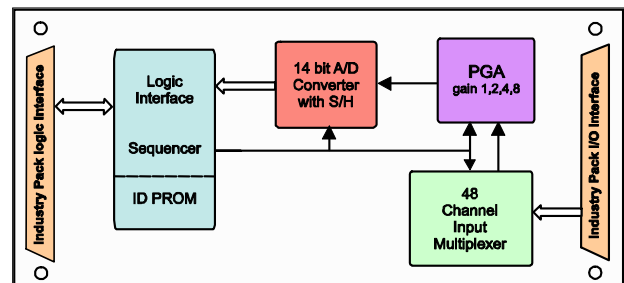 Industry Pack logic Interface
Logic
Interface
Sequencer
ID PROM
14 bit A/D
Converter
with S/H
PGA
gain 1,2,4,8
48
Channel
Input
Multiplexer
Industry Pack I/O Interface